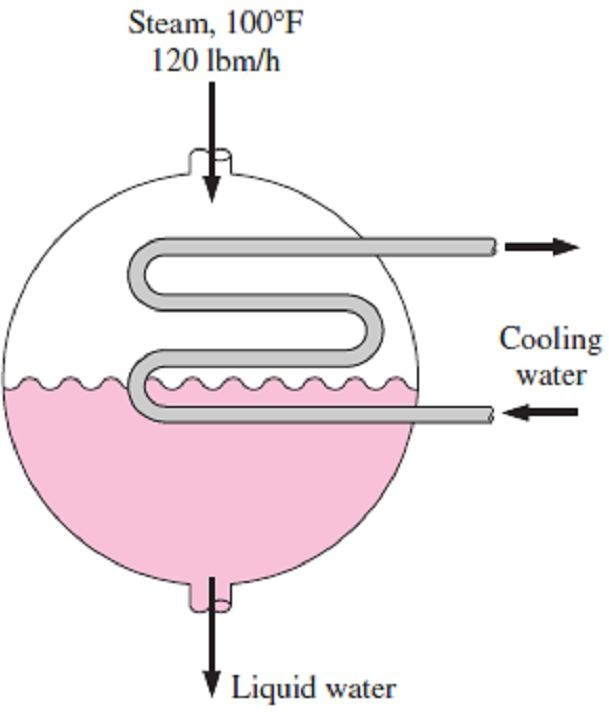 Steam, 100°F
120 lbm/h
Cooling
water
Liquid water